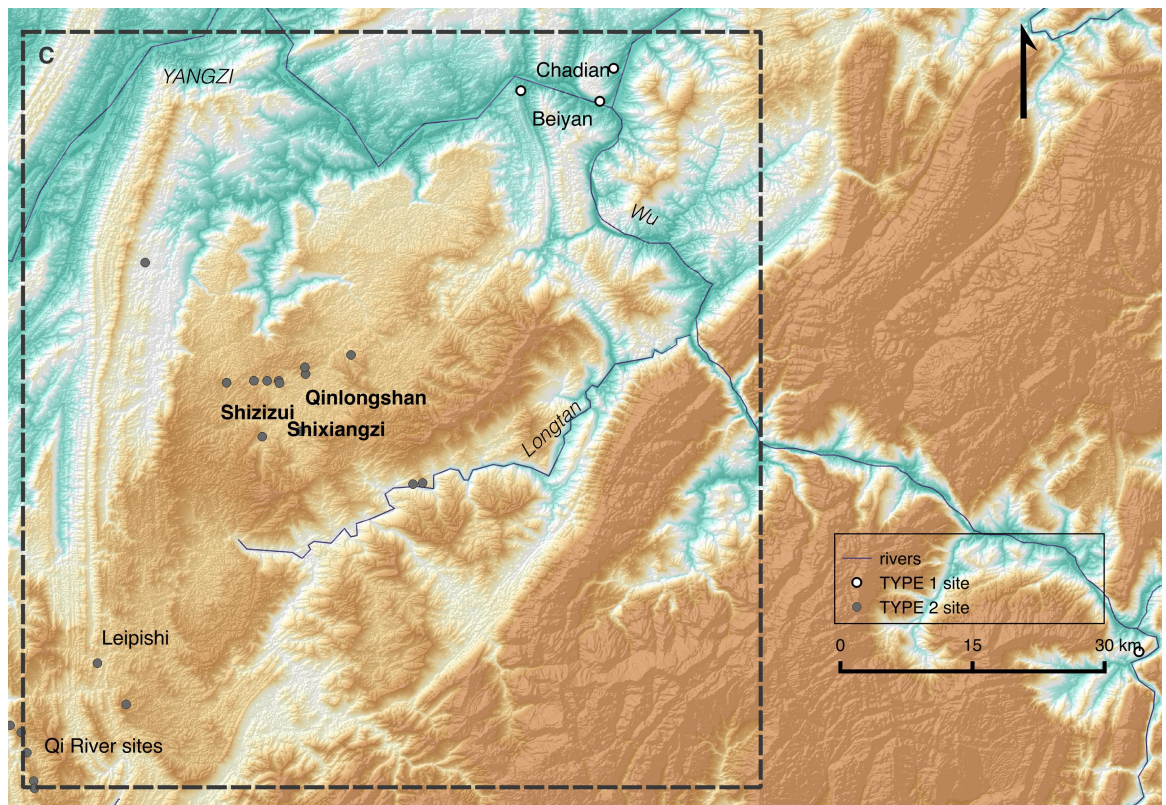 C
YANGZI
Chadian
Beiyan
Wu
Qinlongshan
Shizizui
Shixiangzi
Longtan
rivers
TYPE 1 site
TYPE 2 site
Leipishi
0 15 30 km
Qi River sites